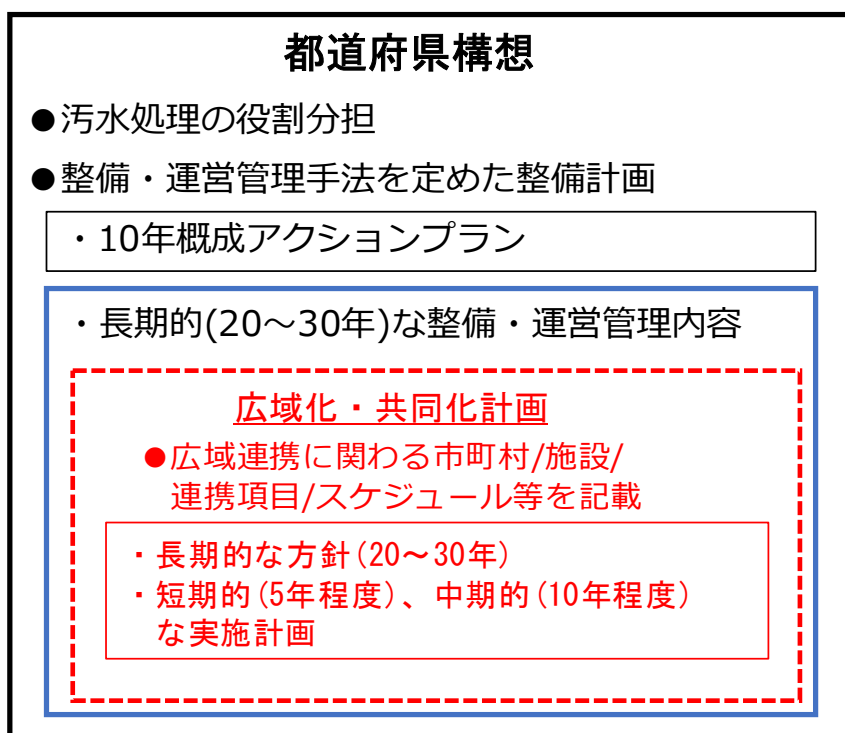 都道府県構想
●汚水処理の役割分担
●整備・運営管理手法を定めた整備計画
・10年概成アクションプラン
・長期的(20～30年)な整備・運営管理内容
広域化・共同化計画
●広域連携に関わる市町村/施設/
連携項目/スケジュール等を記載
・長期的な方針(20～30年)
・短期的(5年程度)、中期的(10年程度)
な実施計画